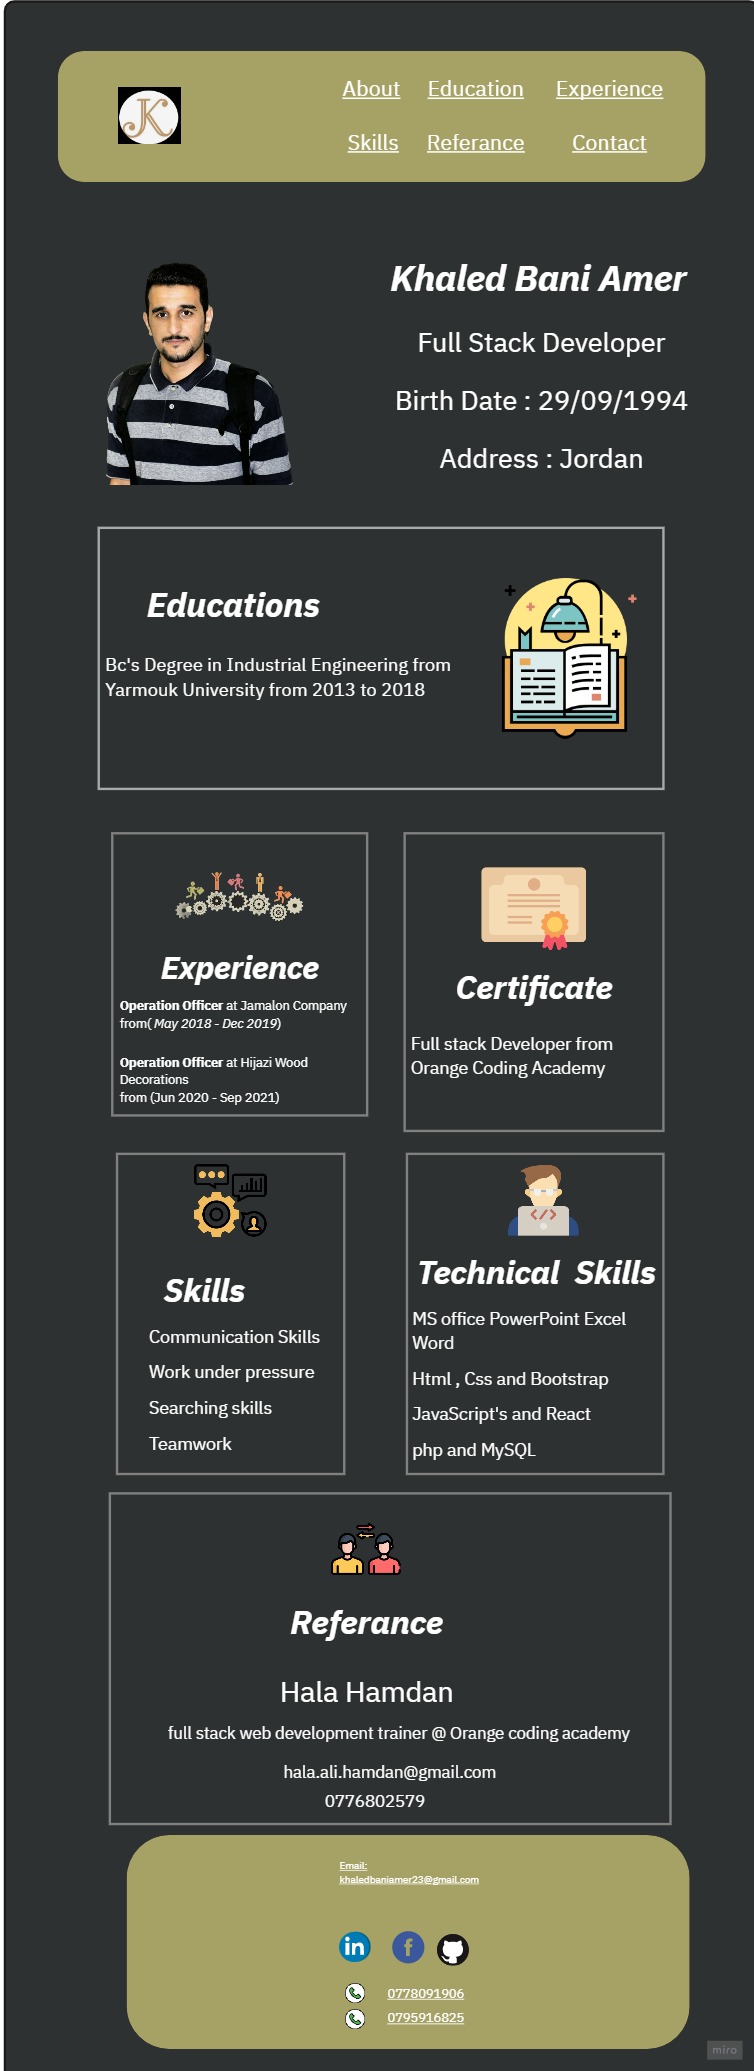 JK
About Education Experience
Skills Referance Contact
Khaled Bani Amer
Full Stack Developer
Birth Date : 29/09/1994
Address : Jordan
Educations
Bc's Degree in Industrial Engineering from
Yarmouk University from 2013 to 2018
Experience
Operation Officer at Jamalon Company
from( May 2018 - Dec 2019)
Operation Officer at Hijazi Wood
Decorations
from (Jun 2020 - Sep 2021)
Certificate
Full stack Developer from
Orange Coding Academy
Skills
Communication Skills
Work under pressure
Searching skills
Teamwork
</>
Technical Skills
MS office PowerPoint Excel
Word
Html , Css and Bootstrap
JavaScript's and React
php and MySQL
Referance
Hala Hamdan
full stack web development trainer @ Orange coding academy
hala.ali.hamdan@gmail.com
0776802579
Email:
khaledbaniamer23@gmail.com
in f
0778091906
0795916825
miro